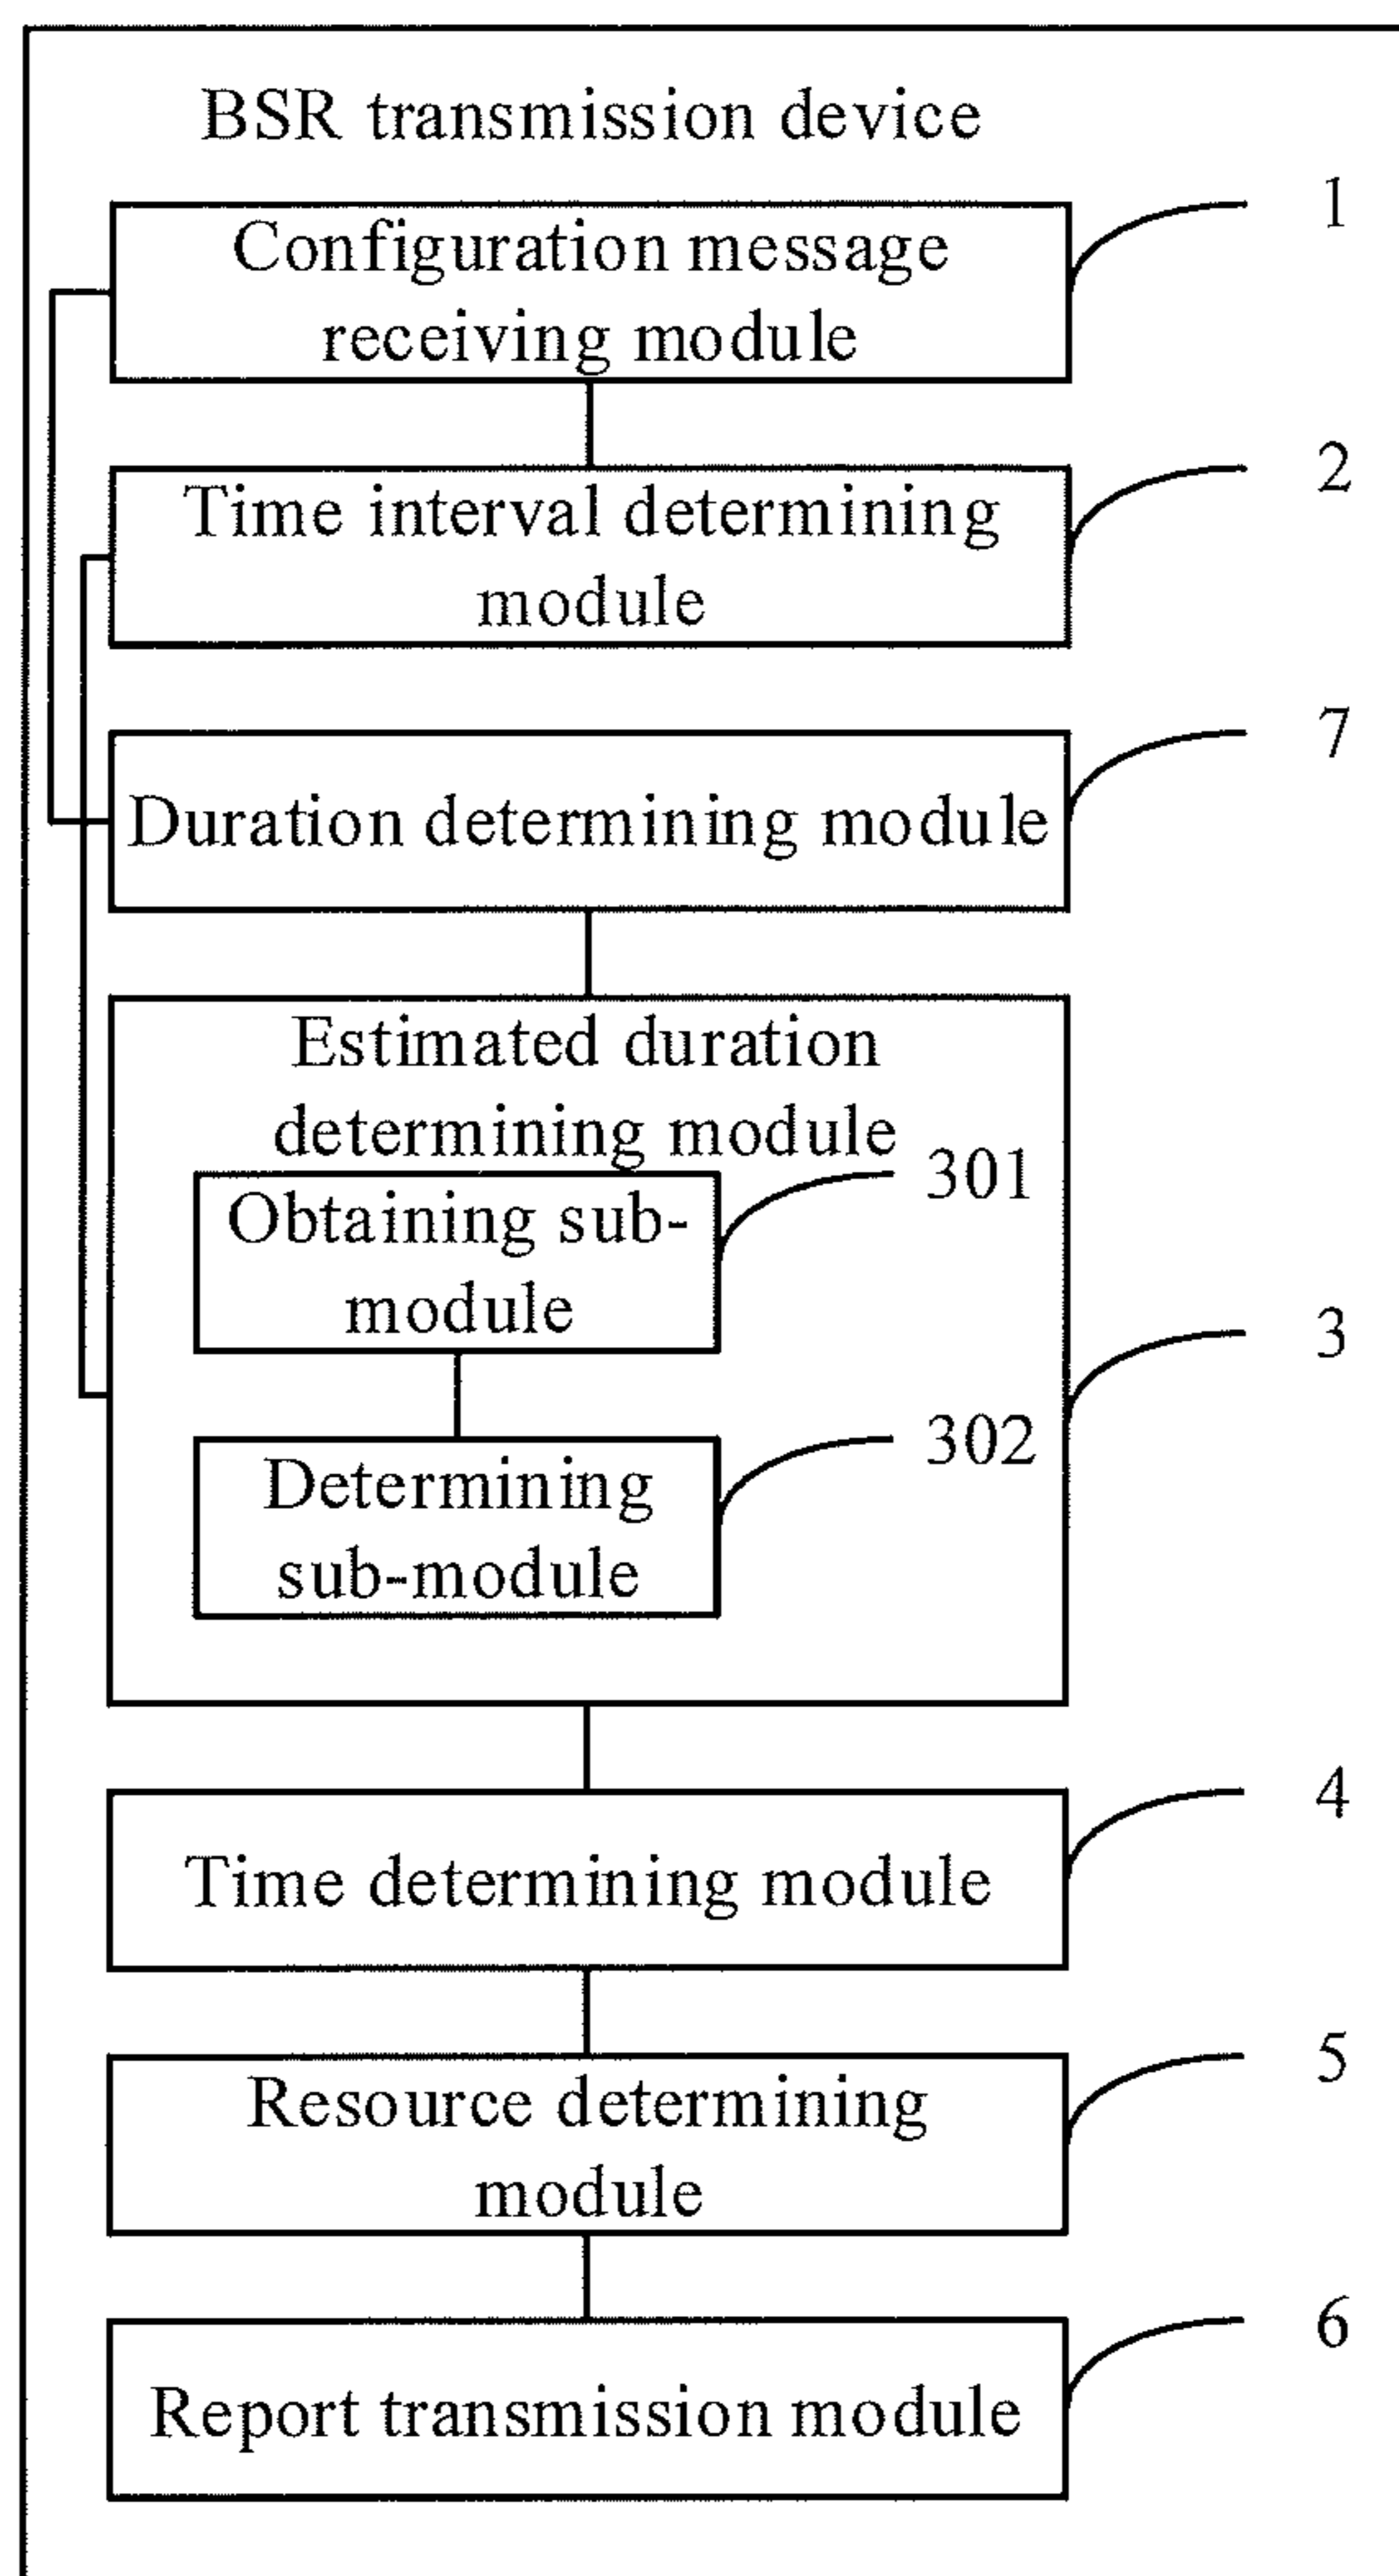 BSR transmission device
1
Configuration message
receiving module
2
Time interval determining
module
7
Duration determining module
Estimated duration
determining module
301
Obtaining sub-
module
3
302
Determining
sub-module
4
Time determining module
5
Resource determining
module
6
Report transmission module